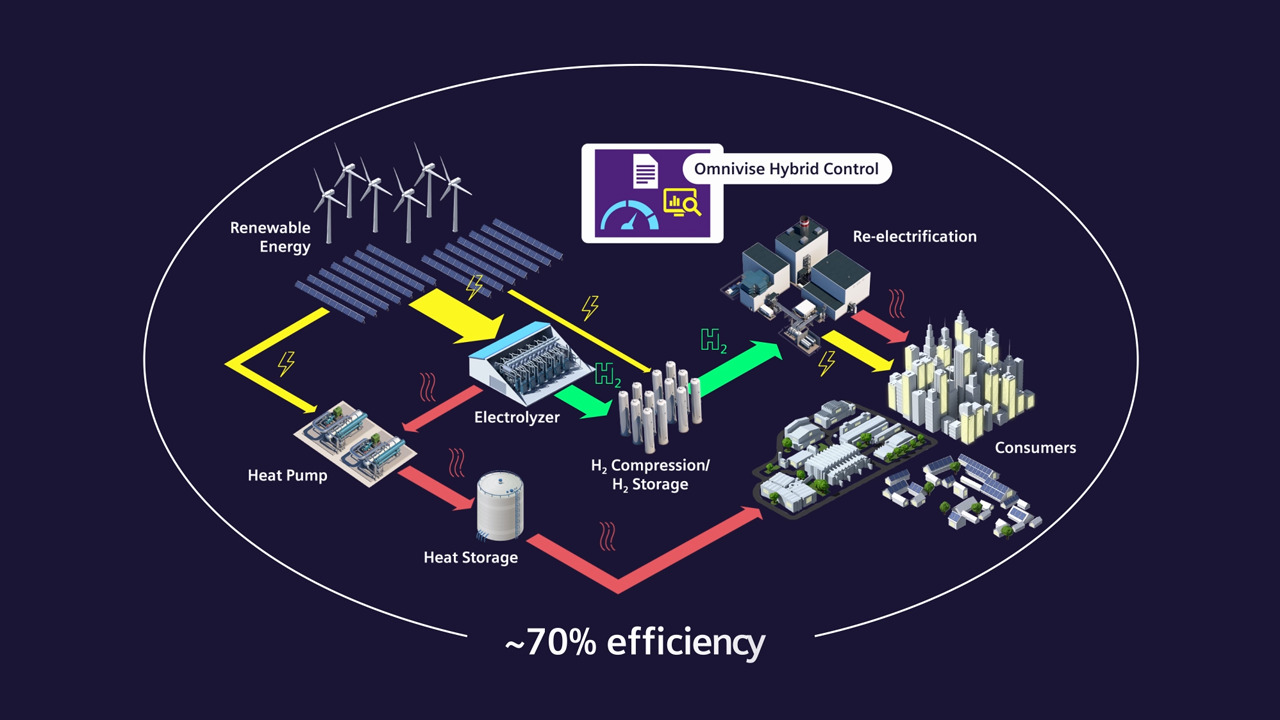 Omnivise Hybrid Control
Renewable
Energy
Re-electrification
H₂
H₂
Electrolyzer
Consumers
H₂ Compression/
H₂ Storage
Heat Pump
Heat Storage
~70% efficiency